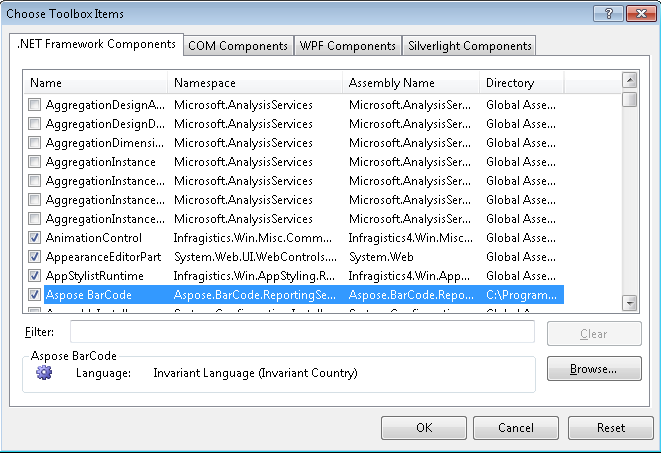 Choose Toolbox Items
.NET Framework Components COM Components WPF Components Silverlight Components
Name Namespace Assembly Name Directory
AggregationDesignA... Microsoft.AnalysisServices Microsoft.AnalysisSer... Global Asse...
AggregationDesignD... Microsoft.AnalysisServices Microsoft.AnalysisSer... Global Asse...
AggregationDimensi... Microsoft.AnalysisServices Microsoft.AnalysisSer... Global Asse...
AggregationInstance Microsoft.AnalysisServices Microsoft.AnalysisSer... Global Asse...
AggregationInstance... Microsoft.AnalysisServices Microsoft.AnalysisSer... Global Asse...
AggregationInstance... Microsoft.AnalysisServices Microsoft.AnalysisSer... Global Asse...
AggregationInstance... Microsoft.AnalysisServices Microsoft.AnalysisSer... Global Asse...
AnimationControl Infragistics.Win.Misc.Comm... Infragistics4.Win.Misc... Global Asse...
AppearanceEditorPart System.Web.UI.WebControls.... System.Web Global Asse...
AppStylistRuntime Infragistics.Win.AppStyling.R... Infragistics4.Win.App... Global Asse...
Aspose BarCode Aspose.BarCode.ReportingSe... Aspose.BarCode.Repo... C:\Program...
Filter:
Clear
Aspose BarCode
Language: Invariant Language (Invariant Country)
Browse...
OK Cancel Reset